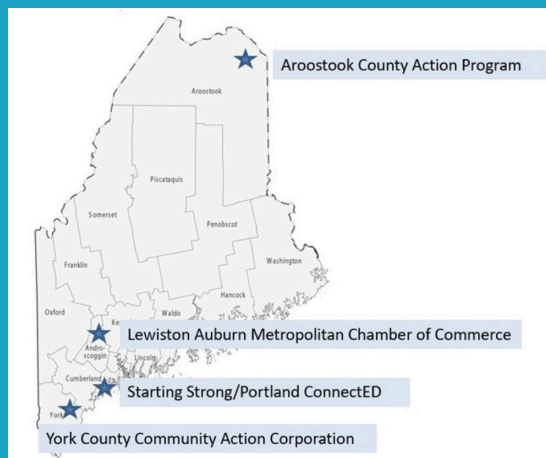 Aroostook County Action Program
Aroostook
Piscataquis
Somerset
Penobscot
Washington
Franklin
Hancock
Oxford
Waldo
Ke
Lewiston Auburn Metropolitan Chamber of Commerce
Andro-
scoggin
Lincoln
Cumberland
Starting Strong/Portland ConnectED
York
York County Community Action Corporation